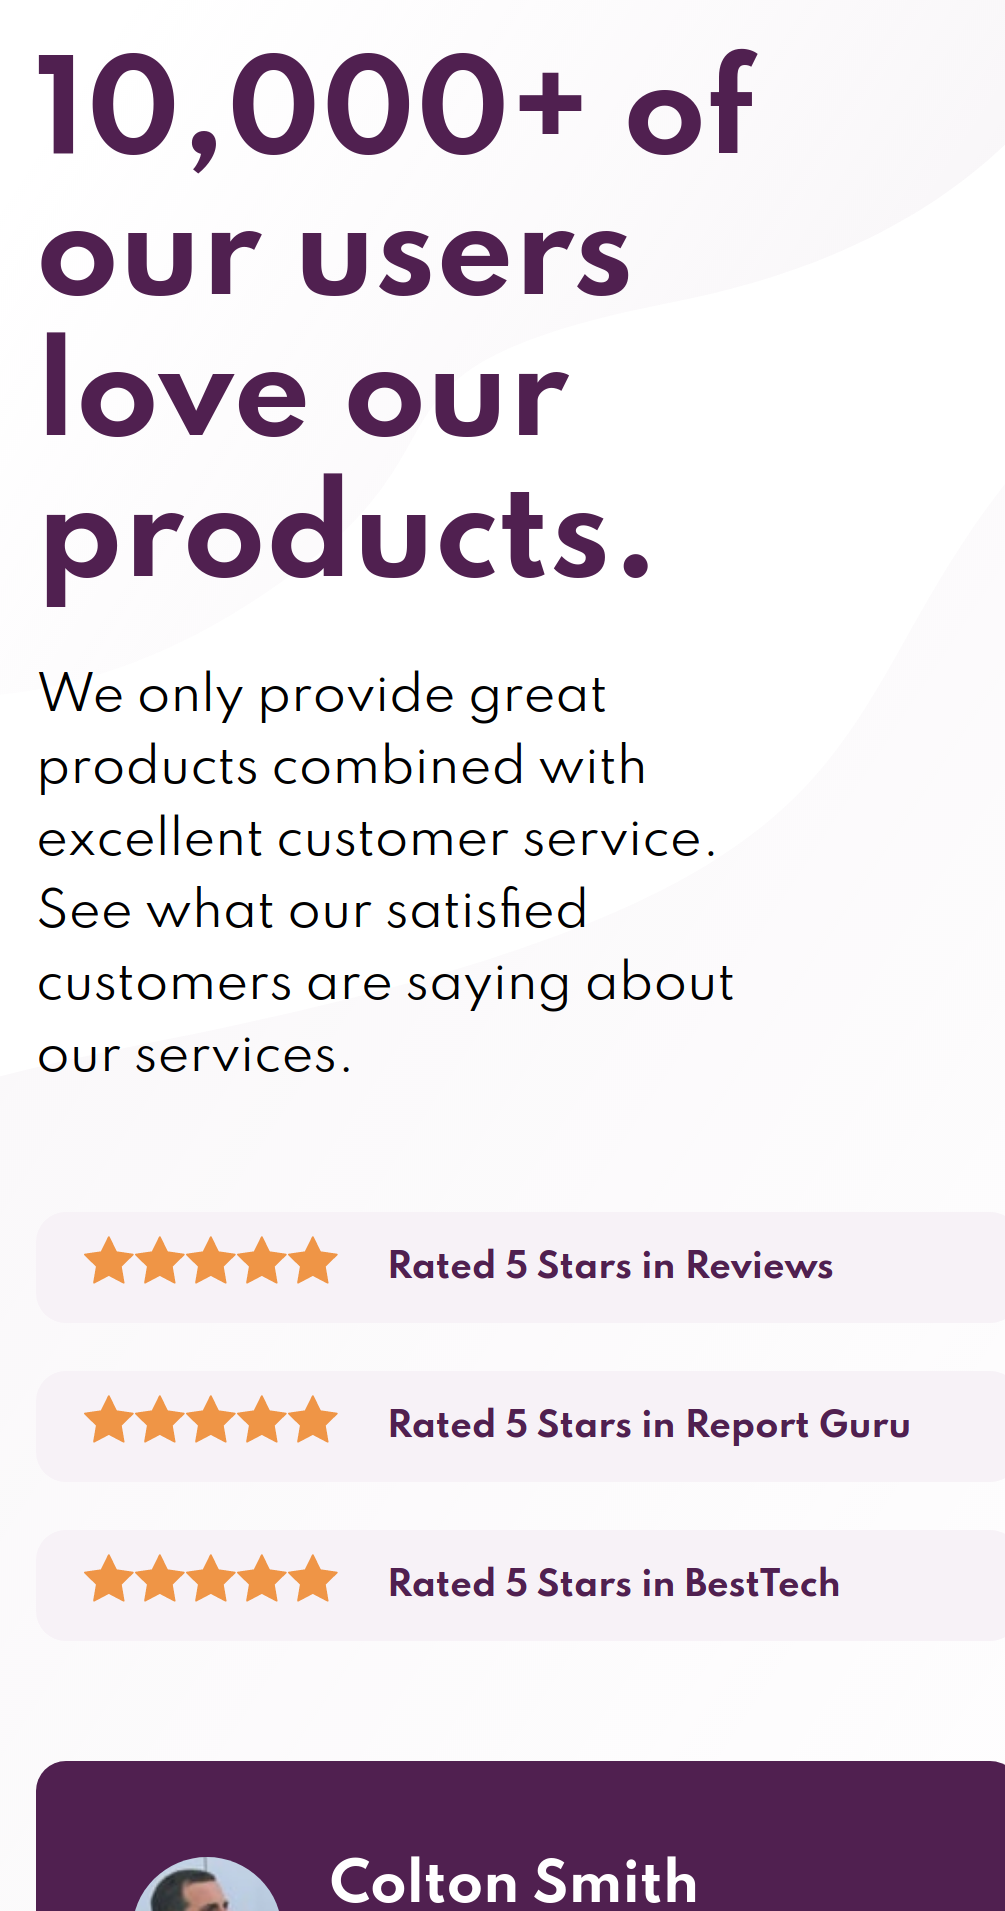 10,000+ of
our users
love our
products.
We only provide great
products combined with
excellent customer service.
See what our satisfied
customers are saying about
our services.
Rated 5 Stars in Reviews
Rated 5 Stars in Report Guru
Rated 5 Stars in BestTech
Colton Smith